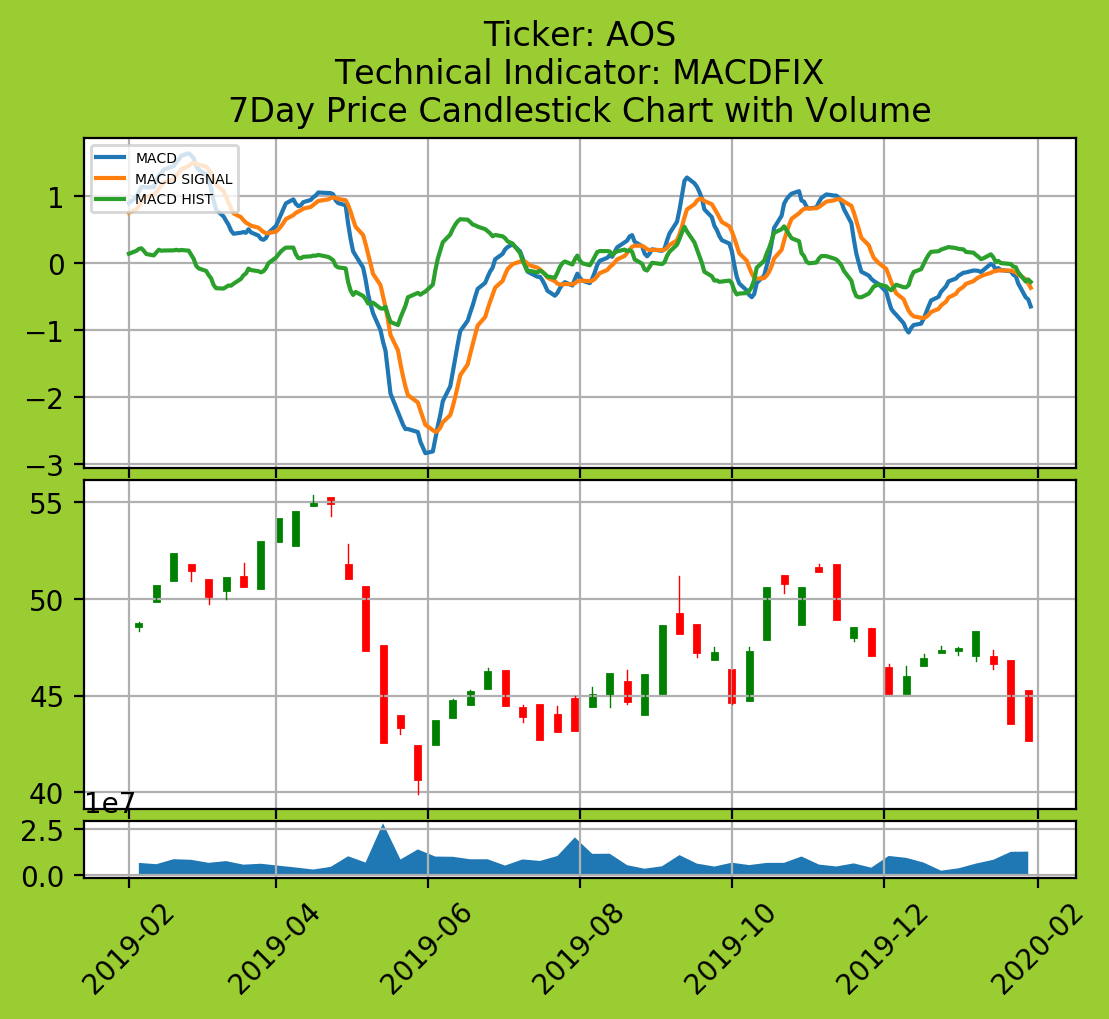 Ticker: AOS
Technical Indicator: MACDFIX
7Day Price Candlestick Chart with Volume
MACD
MACD SIGNAL
MACD HIST
1
0
−1
−2
−3
55
50
45
40
1e7
2.5
0.0
2019-02
2019-04
2019-06
2019-08
2019-10
2019-12
2020-02